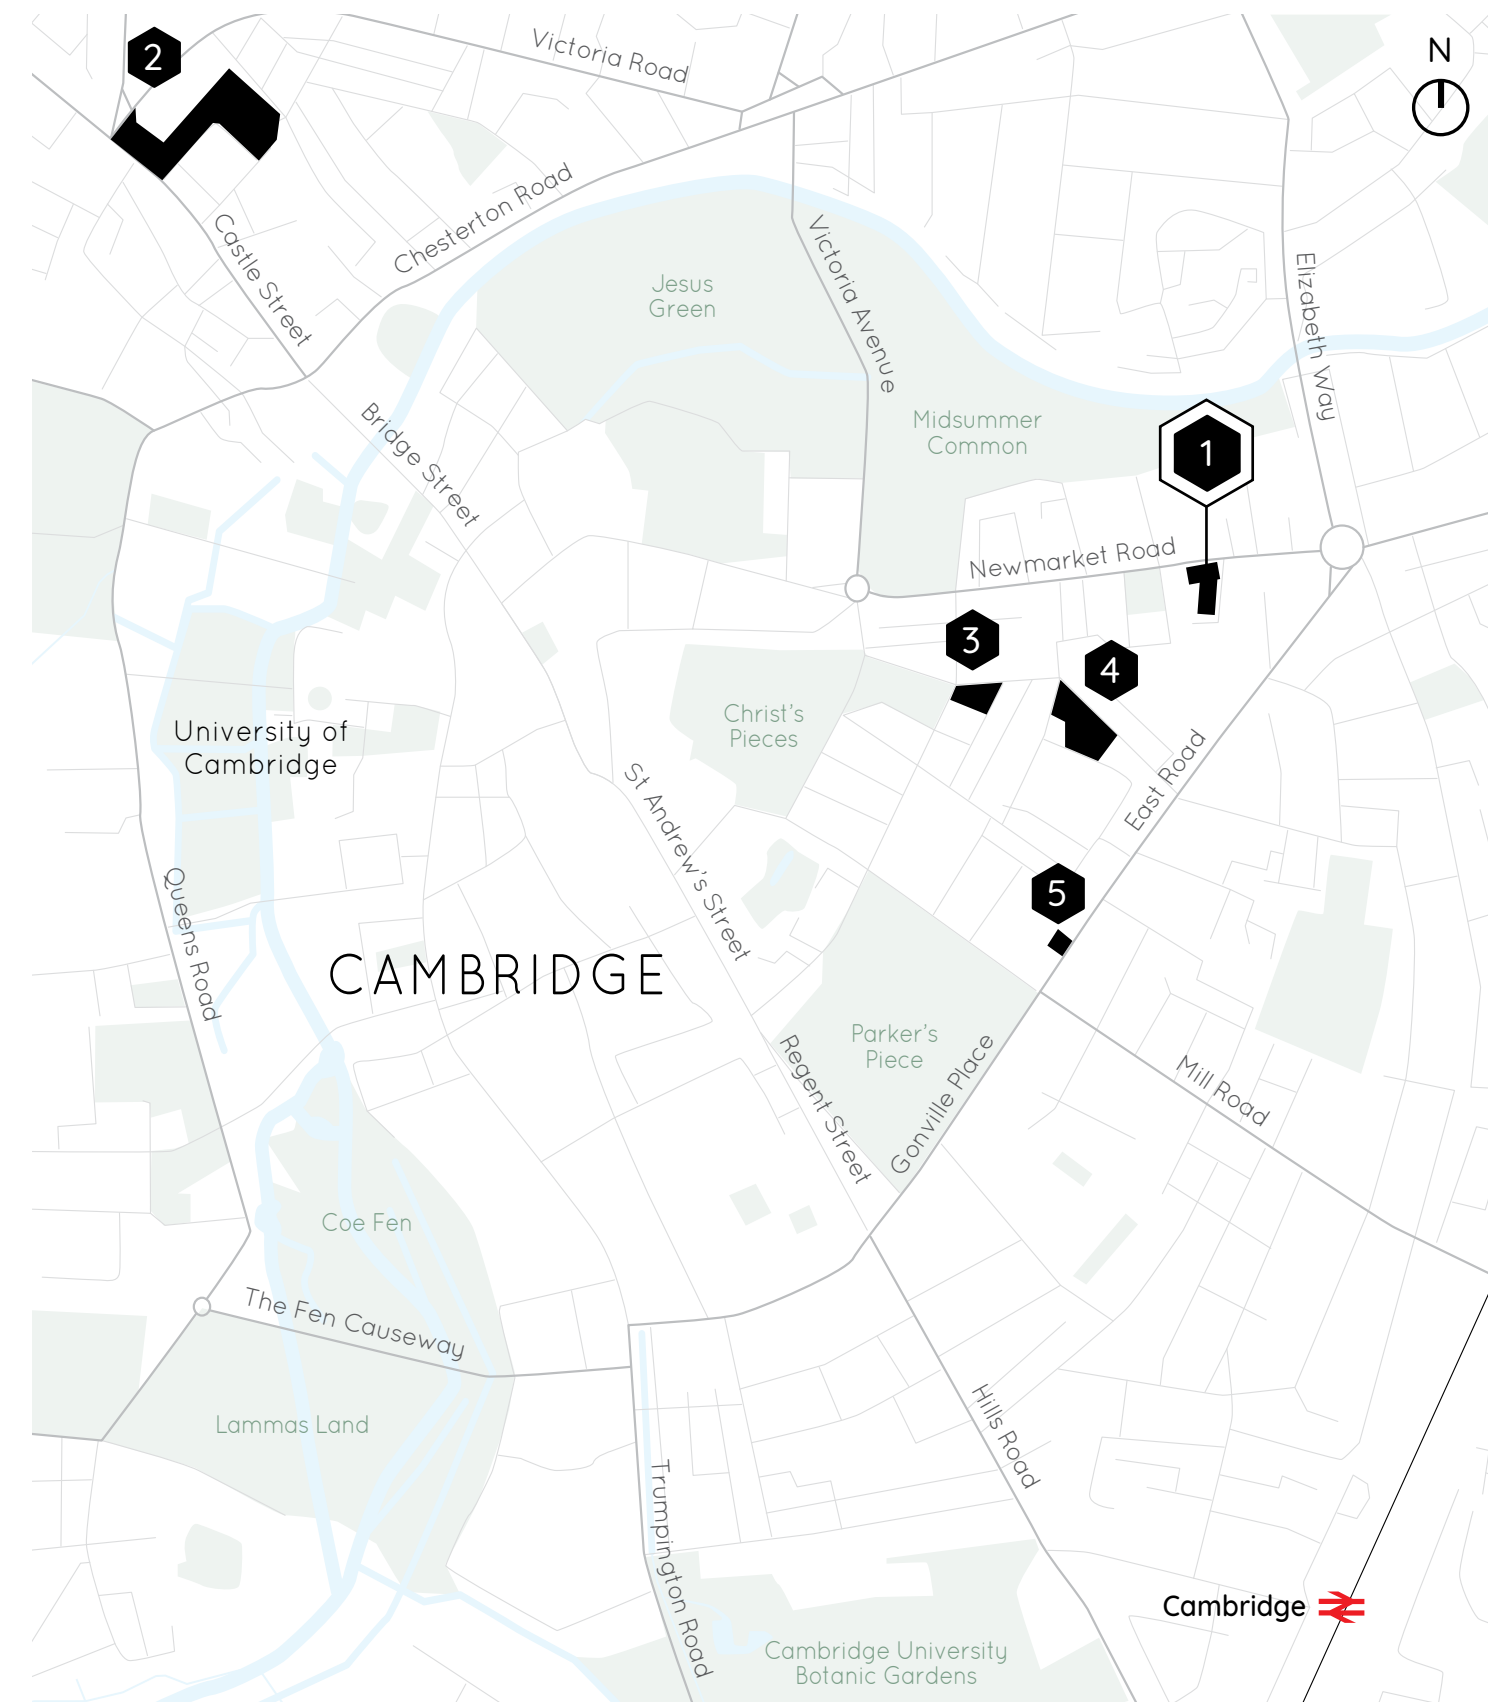 2
Victoria Road
N
Chesterton Road
Castle Street
Victoria Avenue
Jesus
Green
Elizabeth Way
Midsummer
Common
Bridge Street
1
Newmarket Road
3
4
University of
Cambridge
Christ's
Pieces
East Road
St Andrew's Street
Queens Road
5
CAMBRIDGE
Parker's
Piece
Regent Street
Gonville Place
Mill Road
Coe Fen
The Fen Causeway
Lammas Land
Hills Road
Trumpington Road
Cambridge
Cambridge University
Botanic Gardens